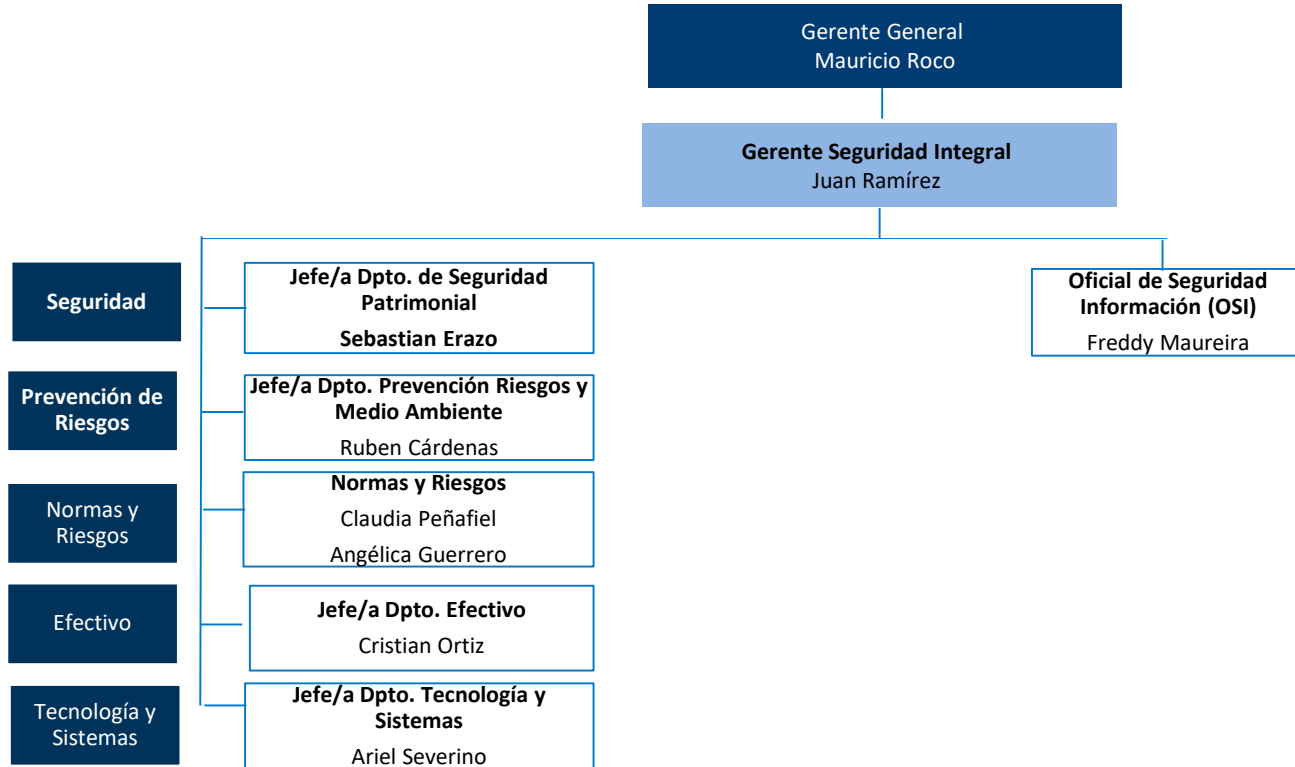 Gerente General
Mauricio Roco
Gerente Seguridad Integral
Juan Ramírez
Seguridad
Jefe/a Dpto. de Seguridad
Patrimonial
Sebastian Erazo
Oficial de Seguridad
Información (OSI)
Freddy Maureira
Prevención de
Riesgos
Jefe/a Dpto. Prevención Riesgos y
Medio Ambiente
Ruben Cárdenas
Normas y
Riesgos
Normas y Riesgos
Claudia Peñafiel
Angélica Guerrero
Efectivo
Jefe/a Dpto. Efectivo
Cristian Ortiz
Tecnología y
Sistemas
Jefe/a Dpto. Tecnología y
Sistemas
Ariel Severino